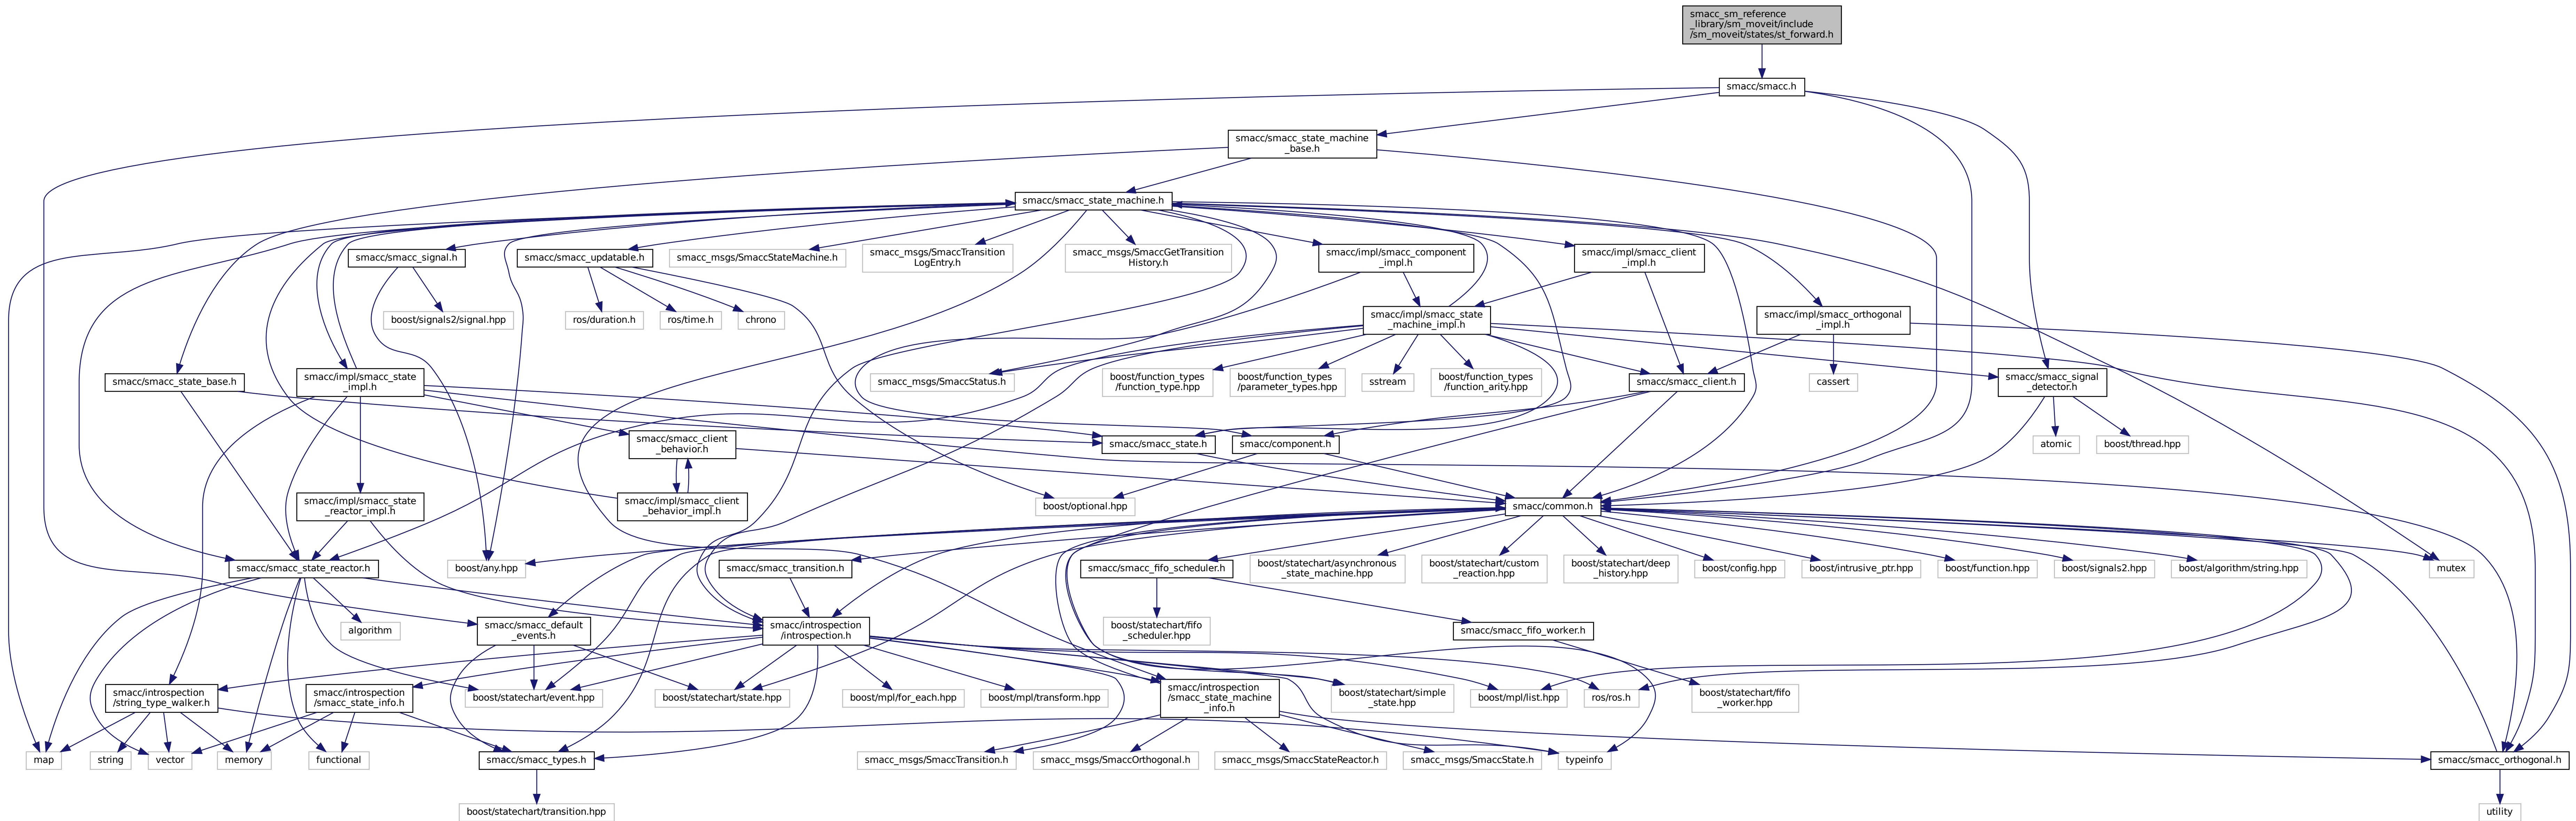 smacc_sm_reference
_library/sm_moveit/include
/sm_moveit/states/st_forward.h
smacc/smacc.h
smacc/smacc_state_machine
_base.h
smacc/smacc_state_machine.h
smacc/smacc_signal.h
smacc/smacc_updatable.h
smacc_msgs/SmaccStateMachine.h
smacc_msgs/SmaccTransition
LogEntry.h
smacc_msgs/SmaccGetTransition
History.h
smacc/impl/smacc_component
_impl.h
smacc/impl/smacc_client
_impl.h
boost/signals2/signal.hpp
ros/duration.h
ros/time.h
chrono
smacc/impl/smacc_state
_machine_impl.h
smacc/impl/smacc_orthogonal
_impl.h
smacc/smacc_state_base.h
smacc/impl/smacc_state
_impl.h
smacc_msgs/SmaccStatus.h
boost/function_types
/function_type.hpp
boost/function_types
/parameter_types.hpp
sstream
boost/function_types
/function_arity.hpp
smacc/smacc_client.h
cassert
smacc/smacc_signal
_detector.h
smacc/smacc_client
_behavior.h
smacc/smacc_state.h
smacc/component.h
atomic
boost/thread.hpp
smacc/impl/smacc_state
_reactor_impl.h
smacc/impl/smacc_client
_behavior_impl.h
boost/optional.hpp
smacc/common.h
smacc/smacc_state_reactor.h
boost/any.hpp
smacc/smacc_transition.h
smacc/smacc_fifo_scheduler.h
boost/statechart/asynchronous
_state_machine.hpp
boost/statechart/custom
_reaction.hpp
boost/statechart/deep
_history.hpp
boost/config.hpp
boost/intrusive_ptr.hpp
boost/function.hpp
boost/signals2.hpp
boost/algorithm/string.hpp
mutex
algorithm
smacc/smacc_default
_events.h
smacc/introspection
/introspection.h
boost/statechart/fifo
_scheduler.hpp
smacc/smacc_fifo_worker.h
smacc/introspection
/string_type_walker.h
smacc/introspection
/smacc_state_info.h
boost/statechart/event.hpp
boost/statechart/state.hpp
boost/mpl/for_each.hpp
boost/mpl/transform.hpp
smacc/introspection
/smacc_state_machine
_info.h
boost/statechart/simple
_state.hpp
boost/mpl/list.hpp
ros/ros.h
boost/statechart/fifo
_worker.hpp
map
string
vector
memory
functional
smacc/smacc_types.h
smacc_msgs/SmaccTransition.h
smacc_msgs/SmaccOrthogonal.h
smacc_msgs/SmaccStateReactor.h
smacc_msgs/SmaccState.h
typeinfo
smacc/smacc_orthogonal.h
boost/statechart/transition.hpp
utility